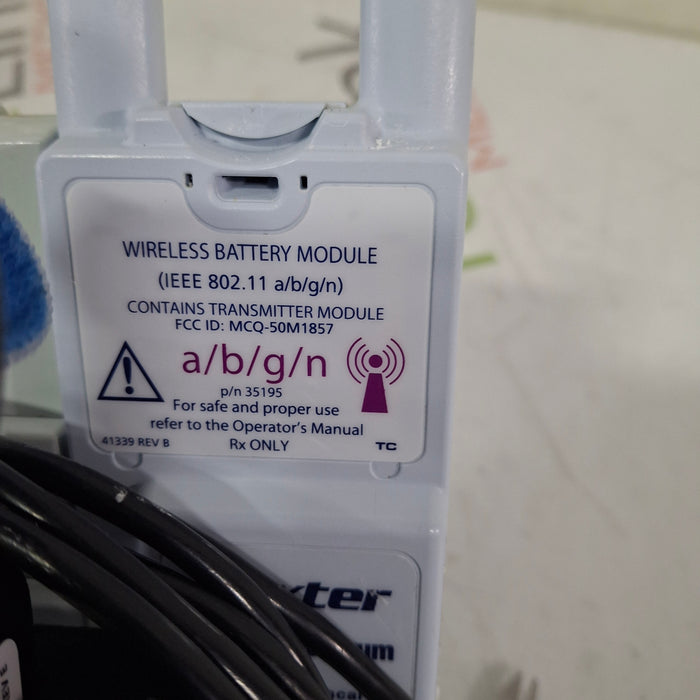 WIRELESS BATTERY MODULE
(IEEE 802.11 a/b/g/n)
CONTAINS TRANSMITTER MODULE
FCC ID: MCQ-50M1857
a/b/g/n
p/n 35195
For safe and proper use
refer to the Operator's Manual
41339 REV B
Rx ONLY
TC